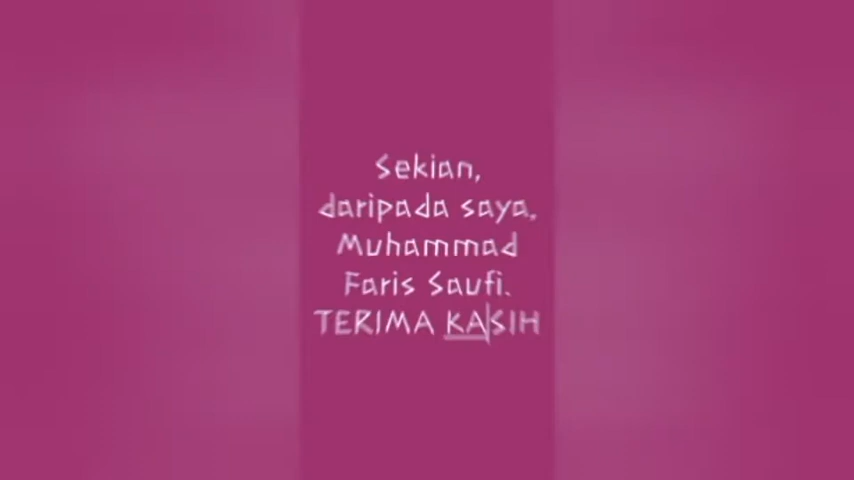 Sekian,
daripada saya,
Muhammad
Faris Saufi.
TERIMA KASIH